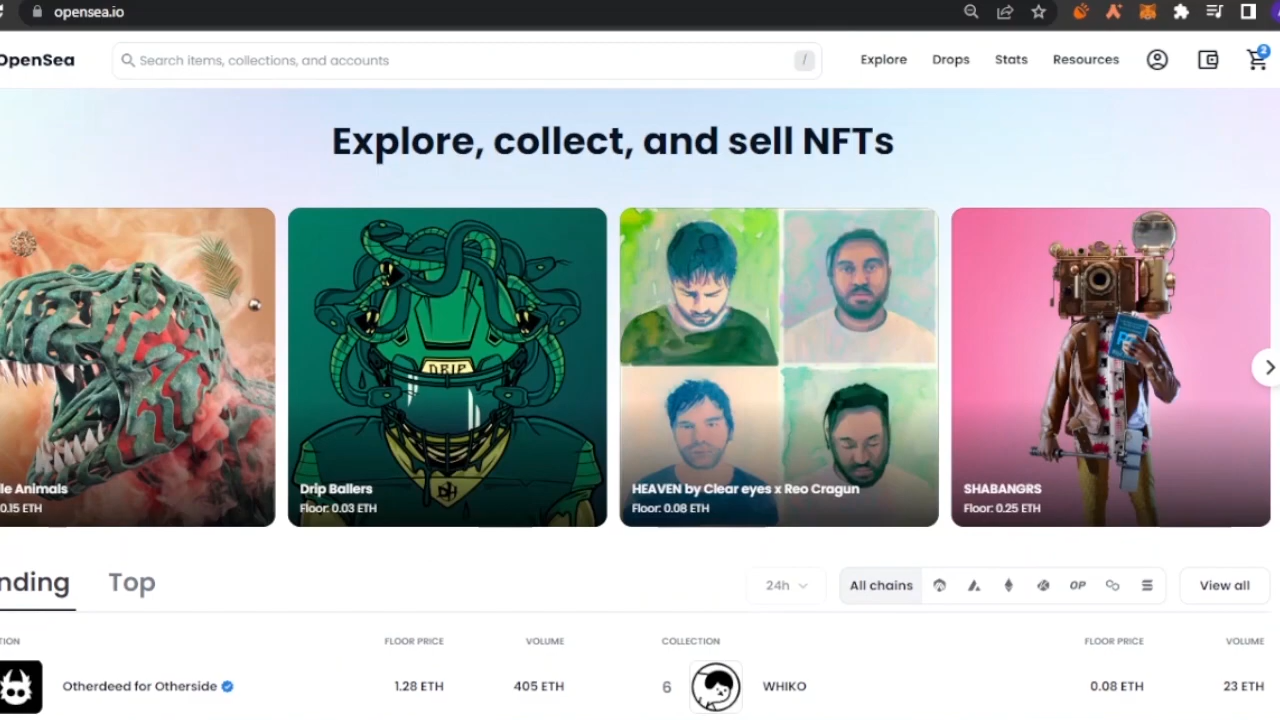 opensea.io
OpenSea
Search items, collections, and accounts
/
Explore
Drops
Stats
Resources
2
Explore, collect, and sell NFTs
le Animals
0.15 ETH
DRIP
Drip Ballers
Floor: 0.03 ETH
HEAVEN by Clear eyes x Reo Cragun
Floor: 0.08 ETH
SHABANGRS
Floor: 0.25 ETH
nding
Top
24h
All chains
OP
View all
TION
FLOOR PRICE
VOLUME
COLLECTION
FLOOR PRICE
VOLUME
Otherdeed for Otherside
1.28 ETH
405 ETH
6
WHIKO
0.08 ETH
23 ETH